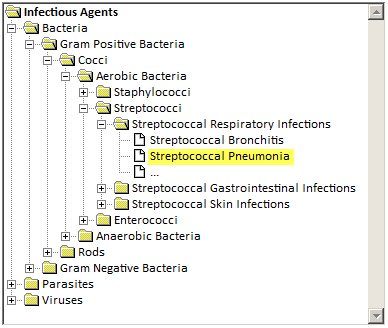 Infectious Agents
Bacteria
Gram Positive Bacteria
Cocci
Aerobic Bacteria
Staphylococci
Streptococci
Streptococcal Respiratory Infections
Streptococcal Bronchitis
Streptococcal Pneumonia
...
Streptococcal Gastrointestinal Infections
Streptococcal Skin Infections
Enterococci
Anaerobic Bacteria
Rods
Gram Negative Bacteria
Parasites
Viruses